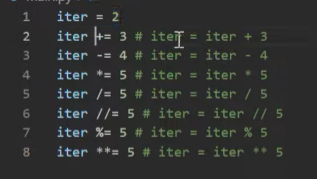 1 iter = 2
2 iter += 3 # iter = iter + 3
3 iter -= 4 # iter = iter - 4
4 iter *= 5 # iter = iter * 5
5 iter /= 5 # iter = iter / 5
6 iter //= 5 # iter = iter // 5
7 iter %= 5 # iter = iter % 5
8 iter **= 5 # iter = iter ** 5